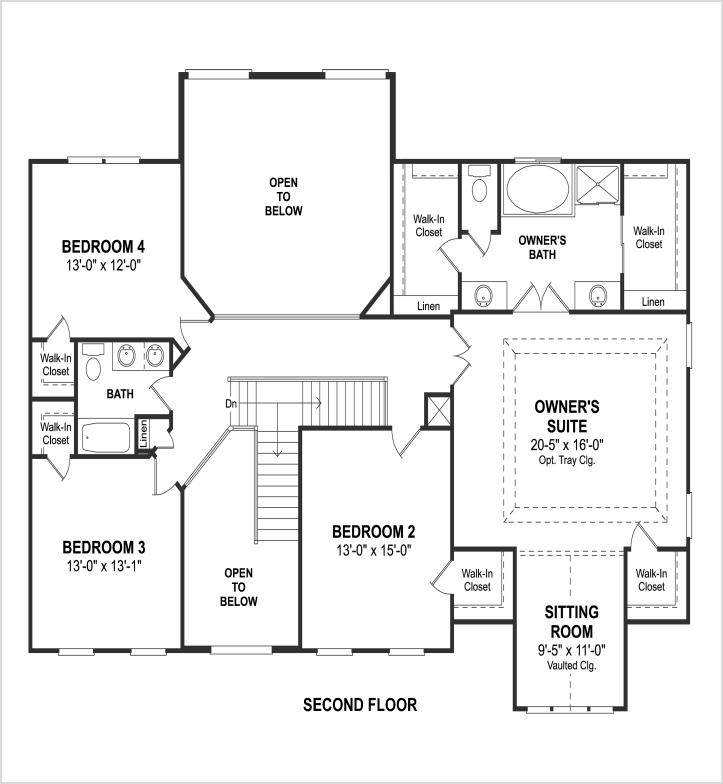 OPEN
TO
BELOW
Walk-In
Closet
OWNER'S
BATH
Walk-In
Closet
BEDROOM 4
13'-0" x 12'-0"
Linen
Linen
Walk-In
Closet
BATH
Dn
Walk-In
Closet
Linen
OWNER'S
SUITE
20-5" x 16'-0"
Opt. Tray Clg.
BEDROOM 2
13'-0" x 15'-0"
BEDROOM 3
13'-0" x 13'-1"
OPEN
TO
BELOW
Walk-In
Closet
Walk-In
Closet
SITTING
ROOM
9'-5" x 11'-0"
Vaulted Clg.
SECOND FLOOR